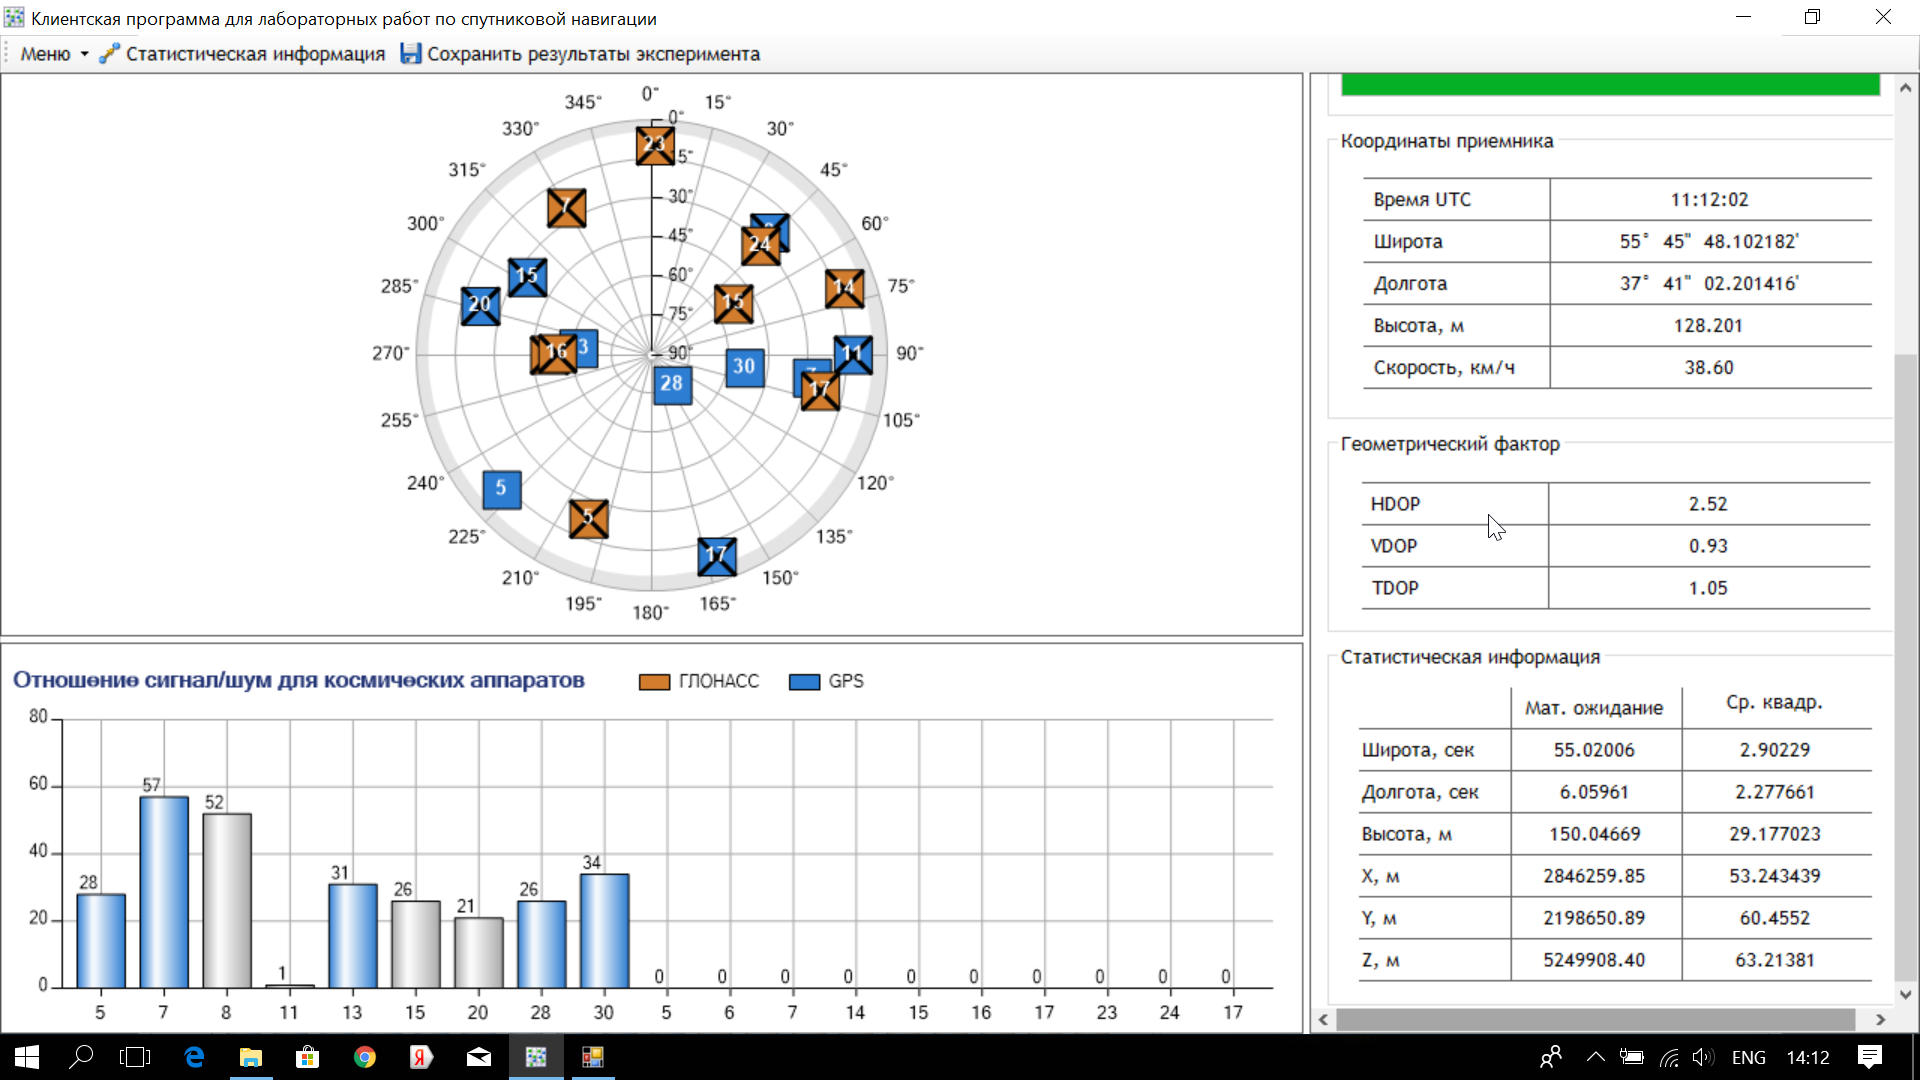 Клиентская программа для лабораторных работ по спутниковой навигации
Меню Статистическая информация Сохранить результаты эксперимента
0° 15° 30° 45° 60° 75° 90° 105° 120° 135° 150° 165° 180° 195° 210° 225° 240° 255° 270° 285° 300° 315° 330° 345°
0°
5°
30°
45°
60°
75°
90°
23
7
24
15
14
15
20
16
3
30
11
17
28
5
5
17
Отношение сигнал/шум для космических аппаратов ГЛОНАСС GPS
80
60
40
20
0
28 57 52 1 31 26 21 26 34 0 0 0 0 0 0 0 0 0 0
5 7 8 11 13 15 20 28 30 5 6 7 14 15 16 17 23 24 17
Координаты приемника
Время UTC 11:12:02
Широта 55° 45" 48.102182'
Долгота 37° 41" 02.201416'
Высота, м 128.201
Скорость, км/ч 38.60
Геометрический фактор
HDOP 2.52
VDOP 0.93
TDOP 1.05
Статистическая информация
Мат. ожидание Ср. квадр.
Широта, сек 55.02006 2.90229
Долгота, сек 6.05961 2.277661
Высота, м 150.04669 29.177023
X, м 2846259.85 53.243439
Y, м 2198650.89 60.4552
Z, м 5249908.40 63.21381
ENG 14:12